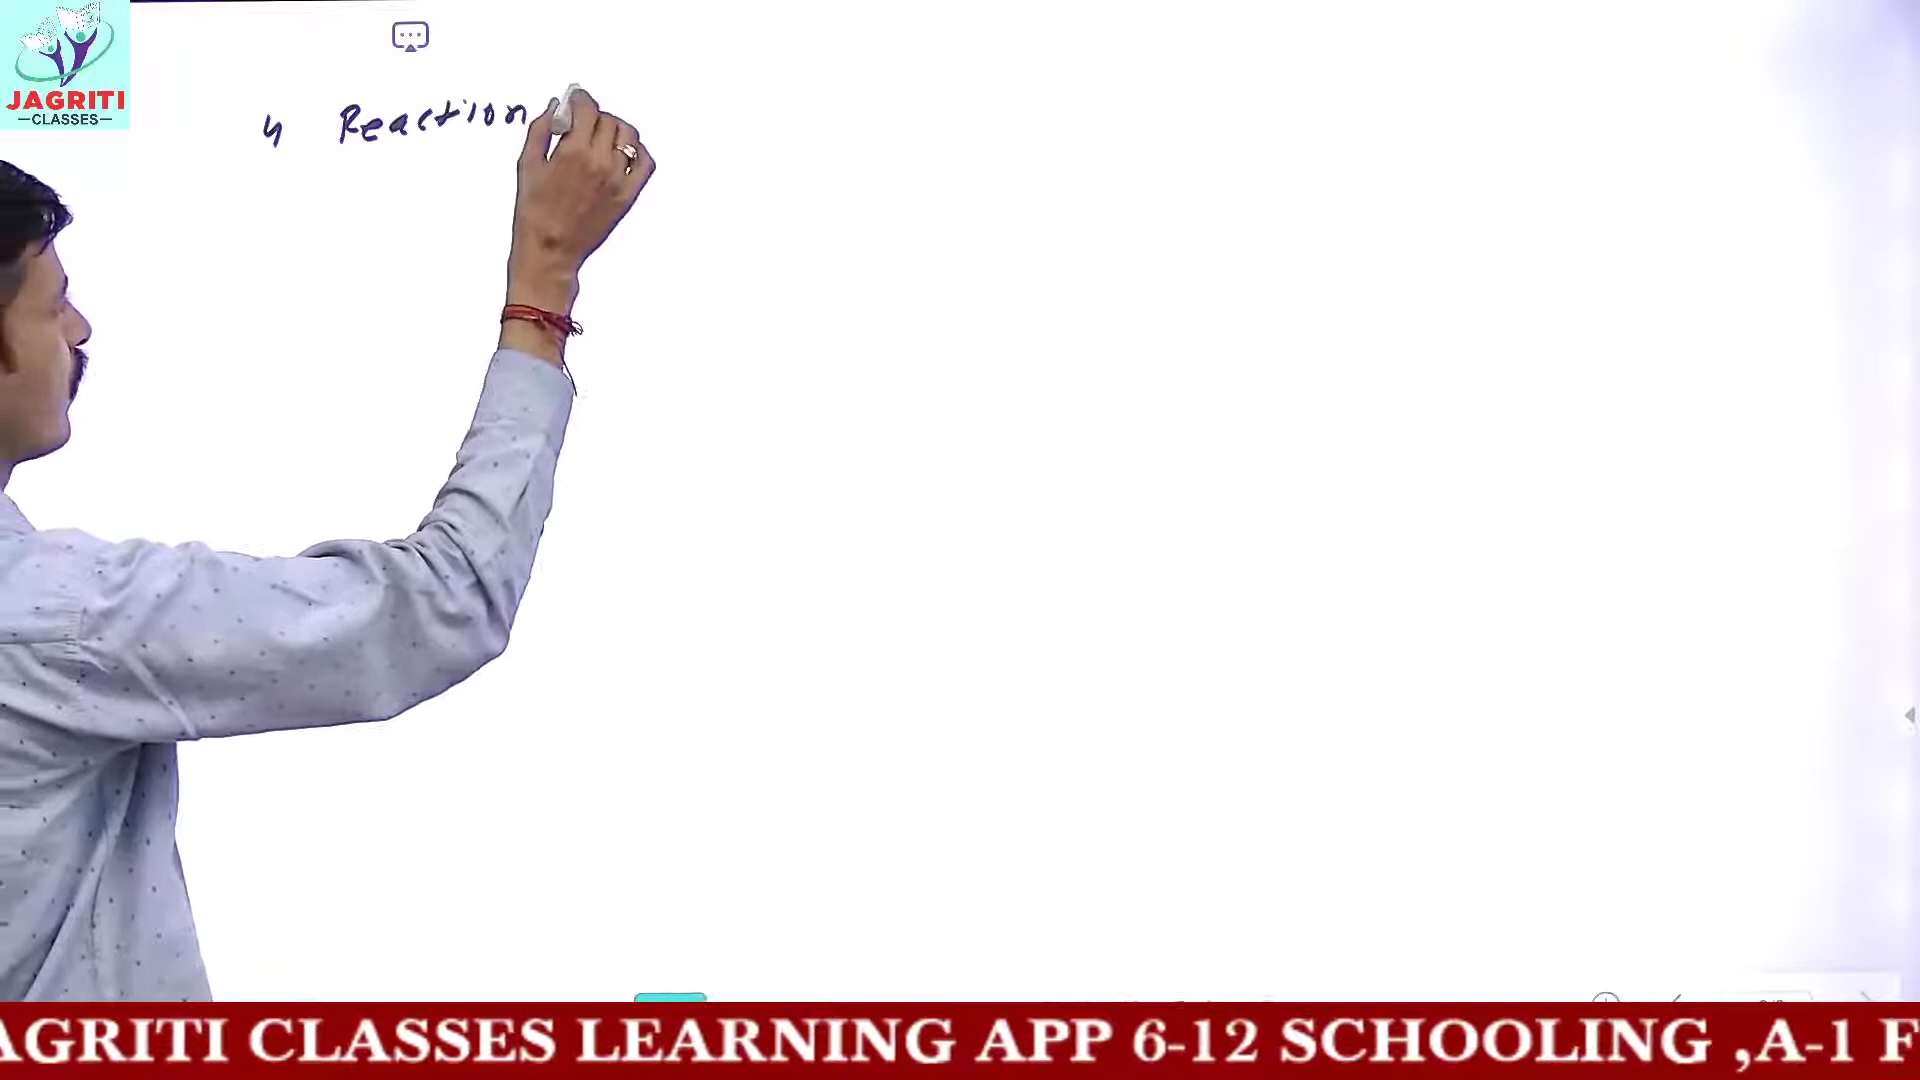 JAGRITI
—CLASSES—
4 Reaction
AGRITI CLASSES LEARNING APP 6-12 SCHOOLING ,A-1 F